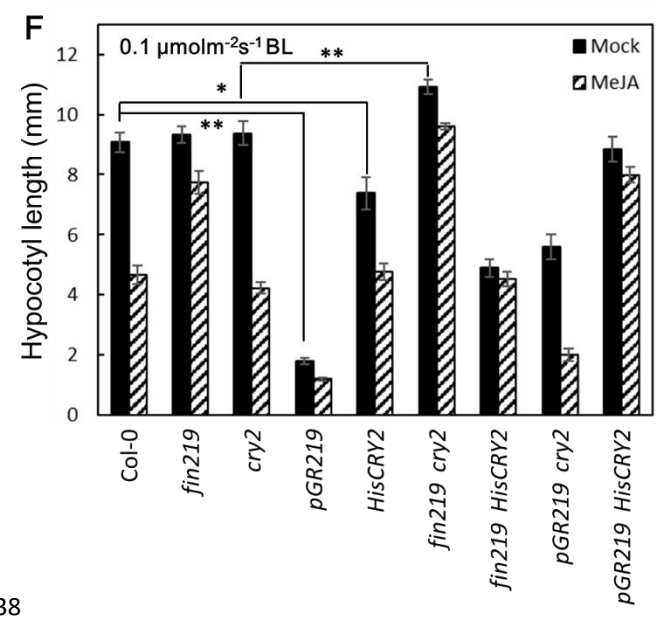 F
0.1 µmolm-2s-1 BL
**
*
**
Mock
MeJA
Hypocotyl length (mm)
12
10
8
6
4
2
0
Col-0
fin219
cry2
pGR219
HisCRY2
fin219 cry2
fin219 HisCRY2
pGR219 cry2
pGR219 HisCRY2
38